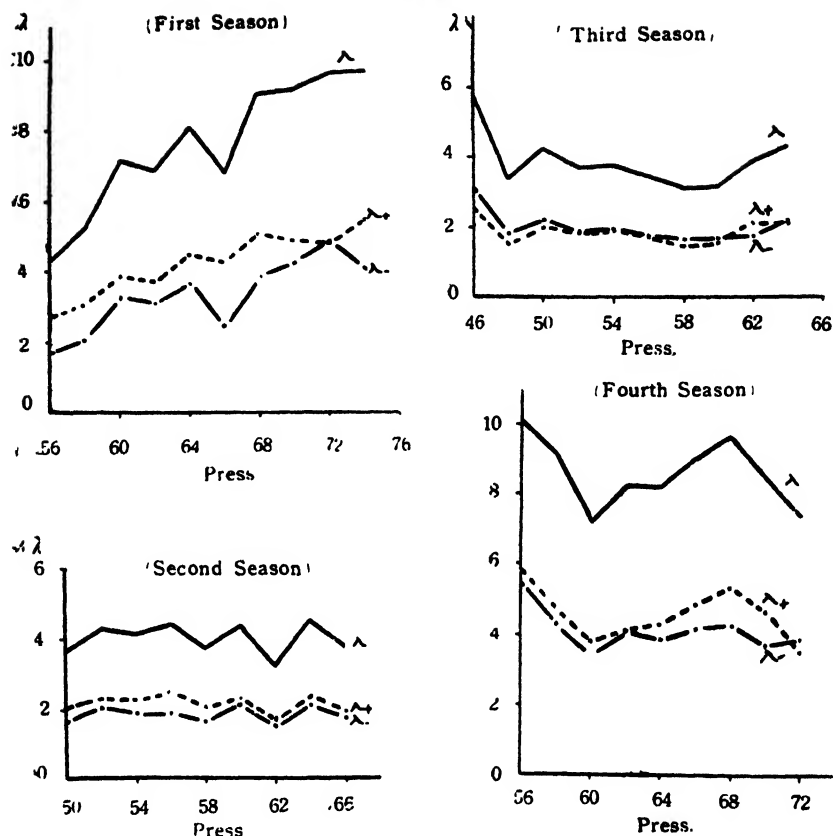 λ
(First Season)
10
8
6
4
2
0
λ
λ+
λ-
56 60 64 68 72 76
Press
λ
(Third Season)
6
4
2
0
λ
λ+
λ-
46 50 54 58 62 66
Press.
λ
(Second Season)
6
4
2
0
λ
λ+
λ-
50 54 58 62 66
Press
(Fourth Season)
10
8
6
4
2
0
λ
λ+
λ-
56 60 64 68 72
Press.